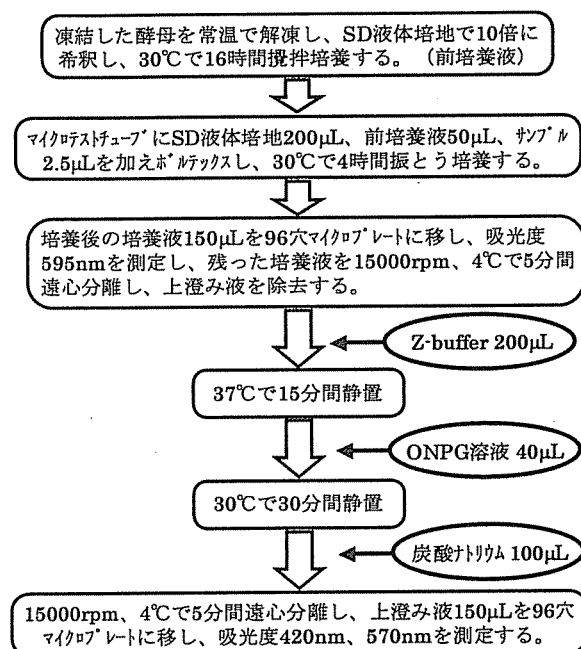 凍結した酵母を常温で解凍し、SD液体培地で10倍に
希釈し、30℃で16時間攪拌培養する。（前培養液）
ﾏｲｸﾛﾃｽﾄﾁｭｰﾌﾞにSD液体培地200μL、前培養液50μL、ｻﾝﾌﾟﾙ
2.5μLを加えﾎﾞﾙﾃｯｸｽし、30℃で4時間振とう培養する。
培養後の培養液150μLを96穴ﾏｲｸﾛﾌﾟﾚｰﾄに移し、吸光度
595nmを測定し、残った培養液を15000rpm、4℃で5分間
遠心分離し、上澄み液を除去する。
Z-buffer 200μL
37℃で15分間静置
ONPG溶液 40μL
30℃で30分間静置
炭酸ﾅﾄﾘｳﾑ 100μL
15000rpm、4℃で5分間遠心分離し、上澄み液150μLを96穴
ﾏｲｸﾛﾌﾟﾚｰﾄに移し、吸光度420nm、570nmを測定する。